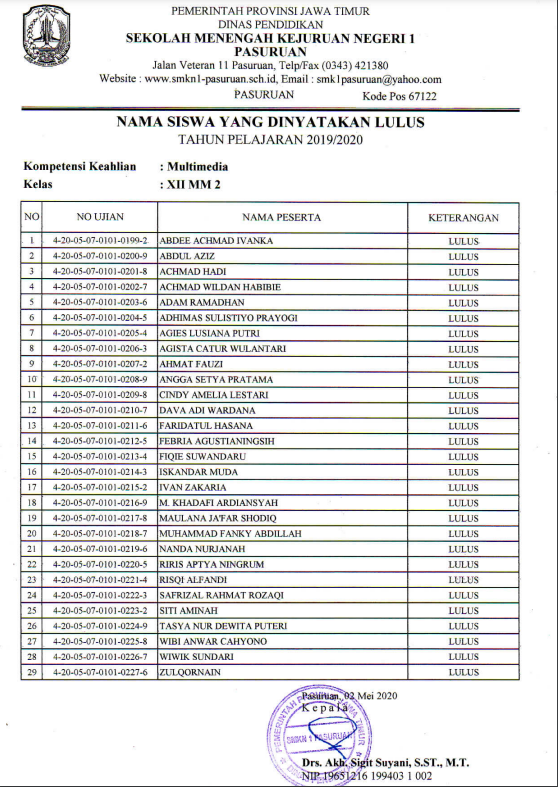 PEMERINTAH PROVINSI JAWA TIMUR
DINAS PENDIDIKAN
SEKOLAH MENENGAH KEJURUAN NEGERI 1
PASURUAN
Jalan Veteran 11 Pasuruan, Telp/Fax (0343) 421380
Website : www.smkn1-pasuruan.sch.id, Email : smk1pasuruan@yahoo.com
PASURUAN Kode Pos 67122
NAMA SISWA YANG DINYATAKAN LULUS
TAHUN PELAJARAN 2019/2020
Kompetensi Keahlian : Multimedia
Kelas : XII MM 2
NO NO UJIAN NAMA PESERTA KETERANGAN
1 4-20-05-07-0101-0199-2 ABDEE ACHMAD IVANKA LULUS
2 4-20-05-07-0101-0200-9 ABDUL AZIZ LULUS
3 4-20-05-07-0101-0201-8 ACHMAD HADI LULUS
4 4-20-05-07-0101-0202-7 ACHMAD WILDAN HABIBIE LULUS
5 4-20-05-07-0101-0203-6 ADAM RAMADHAN LULUS
6 4-20-05-07-0101-0204-5 ADHIMAS SULISTIYO PRAYOGI LULUS
7 4-20-05-07-0101-0205-4 AGIES LUSIANA PUTRI LULUS
8 4-20-05-07-0101-0206-3 AGISTA CATUR WULANTARI LULUS
9 4-20-05-07-0101-0207-2 AHMAT FAUZI LULUS
10 4-20-05-07-0101-0208-9 ANGGA SETYA PRATAMA LULUS
11 4-20-05-07-0101-0209-8 CINDY AMELIA LESTARI LULUS
12 4-20-05-07-0101-0210-7 DAVA ADI WARDANA LULUS
13 4-20-05-07-0101-0211-6 FARIDATUL HASANA LULUS
14 4-20-05-07-0101-0212-5 FEBRIA AGUSTIANINGSIH LULUS
15 4-20-05-07-0101-0213-4 FIQIE SUWANDARU LULUS
16 4-20-05-07-0101-0214-3 ISKANDAR MUDA LULUS
17 4-20-05-07-0101-0215-2 IVAN ZAKARIA LULUS
18 4-20-05-07-0101-0216-9 M. KHADAFI ARDIANSYAH LULUS
19 4-20-05-07-0101-0217-8 MAULANA JA'FAR SHODIQ LULUS
20 4-20-05-07-0101-0218-7 MUHAMMAD FANKY ABDILLAH LULUS
21 4-20-05-07-0101-0219-6 NANDA NURJANAH LULUS
22 4-20-05-07-0101-0220-5 RIRIS APTYA NINGRUM LULUS
23 4-20-05-07-0101-0221-4 RISQI ALFANDI LULUS
24 4-20-05-07-0101-0222-3 SAFRIZAL RAHMAT ROZAQI LULUS
25 4-20-05-07-0101-0223-2 SITI AMINAH LULUS
26 4-20-05-07-0101-0224-9 TASYA NUR DEWITA PUTERI LULUS
27 4-20-05-07-0101-0225-8 WIBI ANWAR CAHYONO LULUS
28 4-20-05-07-0101-0226-7 WIWIK SUNDARI LULUS
29 4-20-05-07-0101-0227-6 ZULQORNAIN LULUS
Pasuruan, 02 Mei 2020
Kepala
PEMERINTAH JAWA TIMUR
SMKN 1 PASURUAN
Drs. Akh. Sigit Suyani, S.ST., M.T.
NIP.19651216 199403 1 002